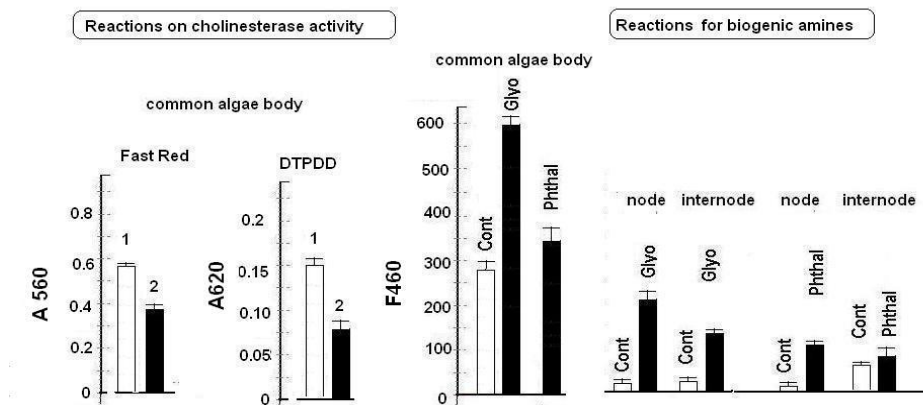 Reactions on cholinesterase activity
Reactions for biogenic amines
common algae body
common algae body
Fast Red
DTPDD
A 560
0.8
0.6
0.4
0.2
0
1
2
A620
0.2
0.15
0.10
0.05
0
1
2
F460
600
500
400
300
200
100
0
Cont
Glyo
Phthal
node
internode
node
internode
Cont
Glyo
Cont
Glyo
Cont
Phthal
Cont
Phthal